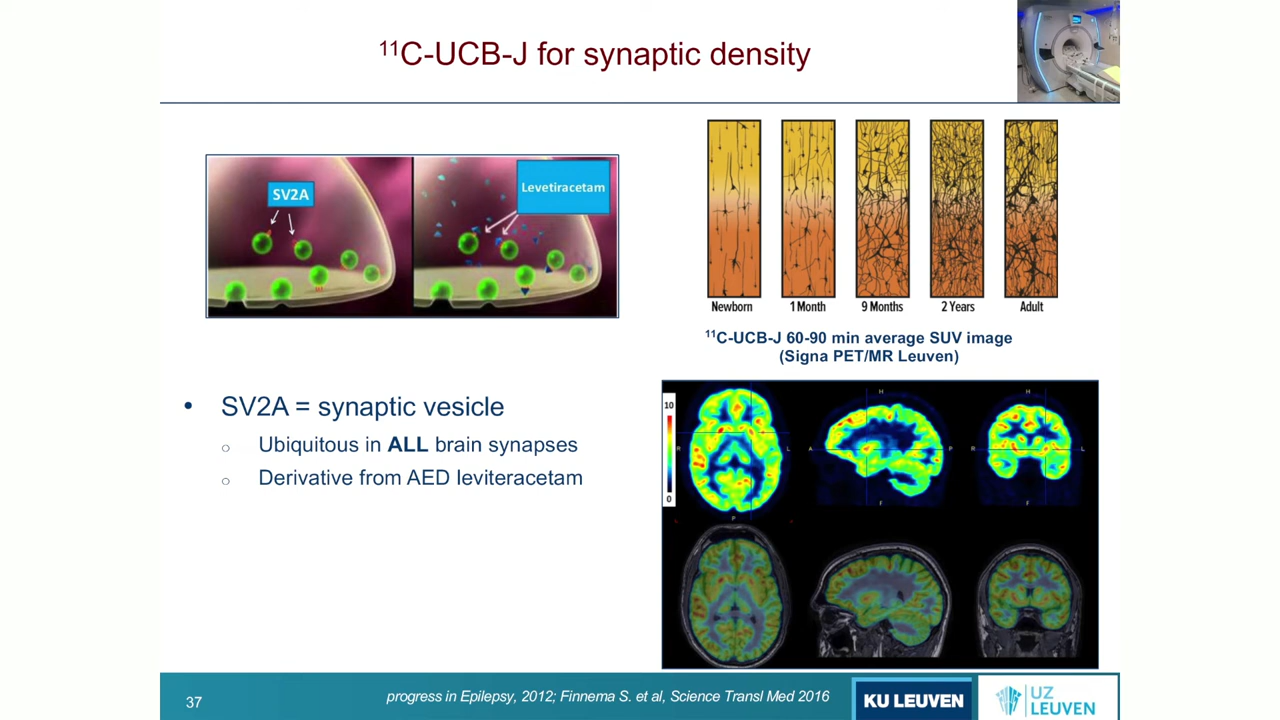 11C-UCB-J for synaptic density
SV2A
Levetiracetam
Newborn
1 Month
9 Months
2 Years
Adult
11C-UCB-J 60-90 min average SUV image
(Signa PET/MR Leuven)
• SV2A = synaptic vesicle
o Ubiquitous in ALL brain synapses
o Derivative from AED leviteracetam
10
0
H
H
R
L
A
P
R
L
F
F
P
37
progress in Epilepsy, 2012; Finnema S. et al, Science Transl Med 2016
KU LEUVEN
UZ
LEUVEN